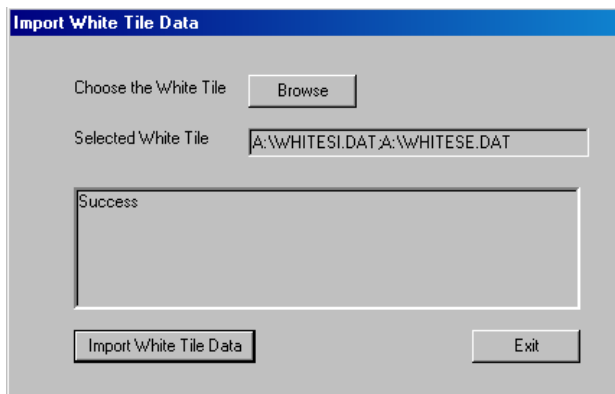 Import White Tile Data
Choose the White Tile Browse
Selected White Tile A:\WHITESI.DAT;A:\WHITESE.DAT
Success
Import White Tile Data Exit